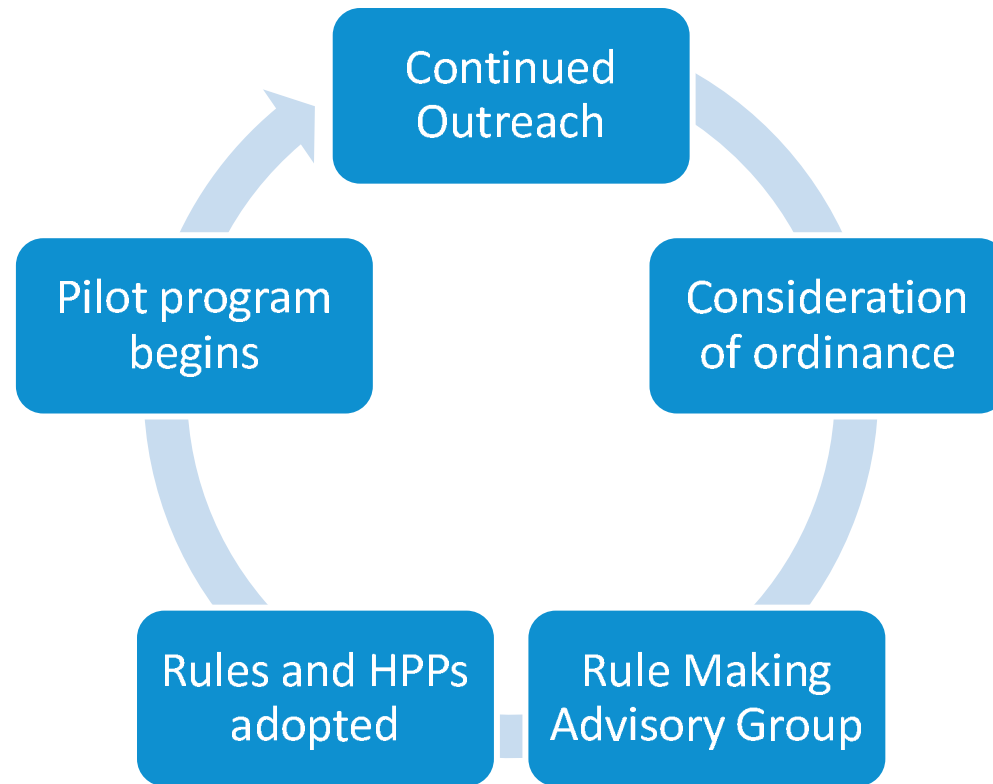 Continued
Outreach
Consideration
of ordinance
Rule Making
Advisory Group
Rules and HPPs
adopted
Pilot program
begins